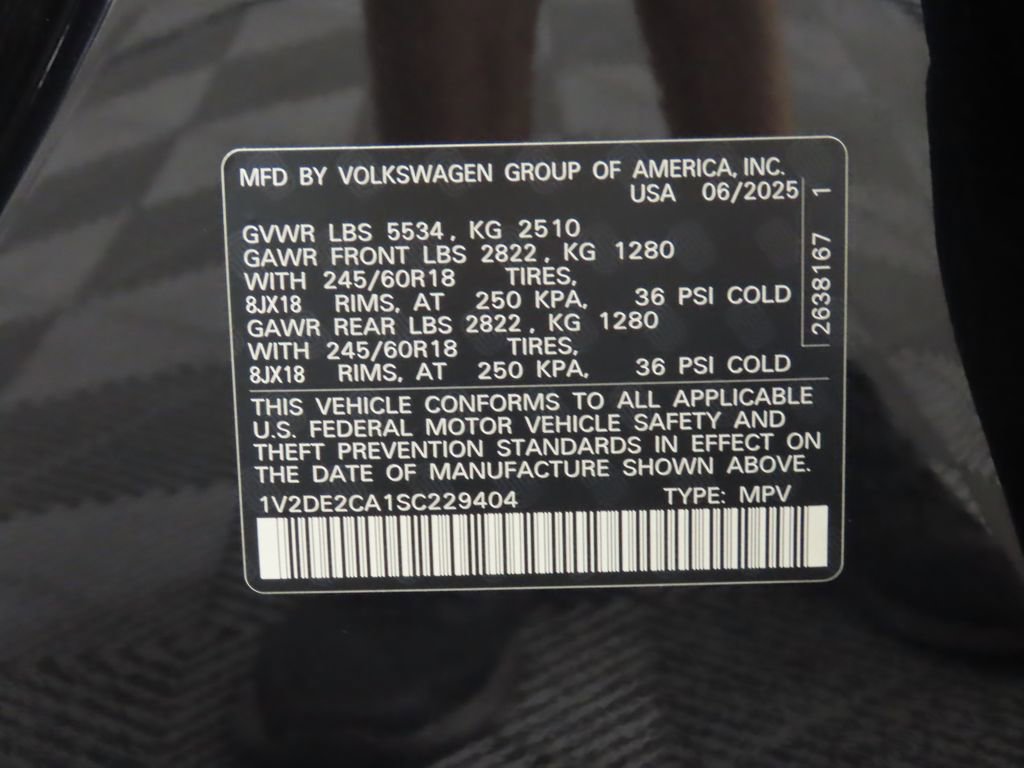 MFD BY VOLKSWAGEN GROUP OF AMERICA, INC.
USA 06/2025
GVWR LBS 5534, KG 2510
GAWR FRONT LBS 2822, KG 1280
WITH 245/60R18 TIRES,
8JX18 RIMS, AT 250 KPA, 36 PSI COLD
GAWR REAR LBS 2822, KG 1280
WITH 245/60R18 TIRES,
8JX18 RIMS, AT 250 KPA, 36 PSI COLD
2638167 1
THIS VEHICLE CONFORMS TO ALL APPLICABLE
U.S. FEDERAL MOTOR VEHICLE SAFETY AND
THEFT PREVENTION STANDARDS IN EFFECT ON
THE DATE OF MANUFACTURE SHOWN ABOVE.
1V2DE2CA1SC229404 TYPE: MPV